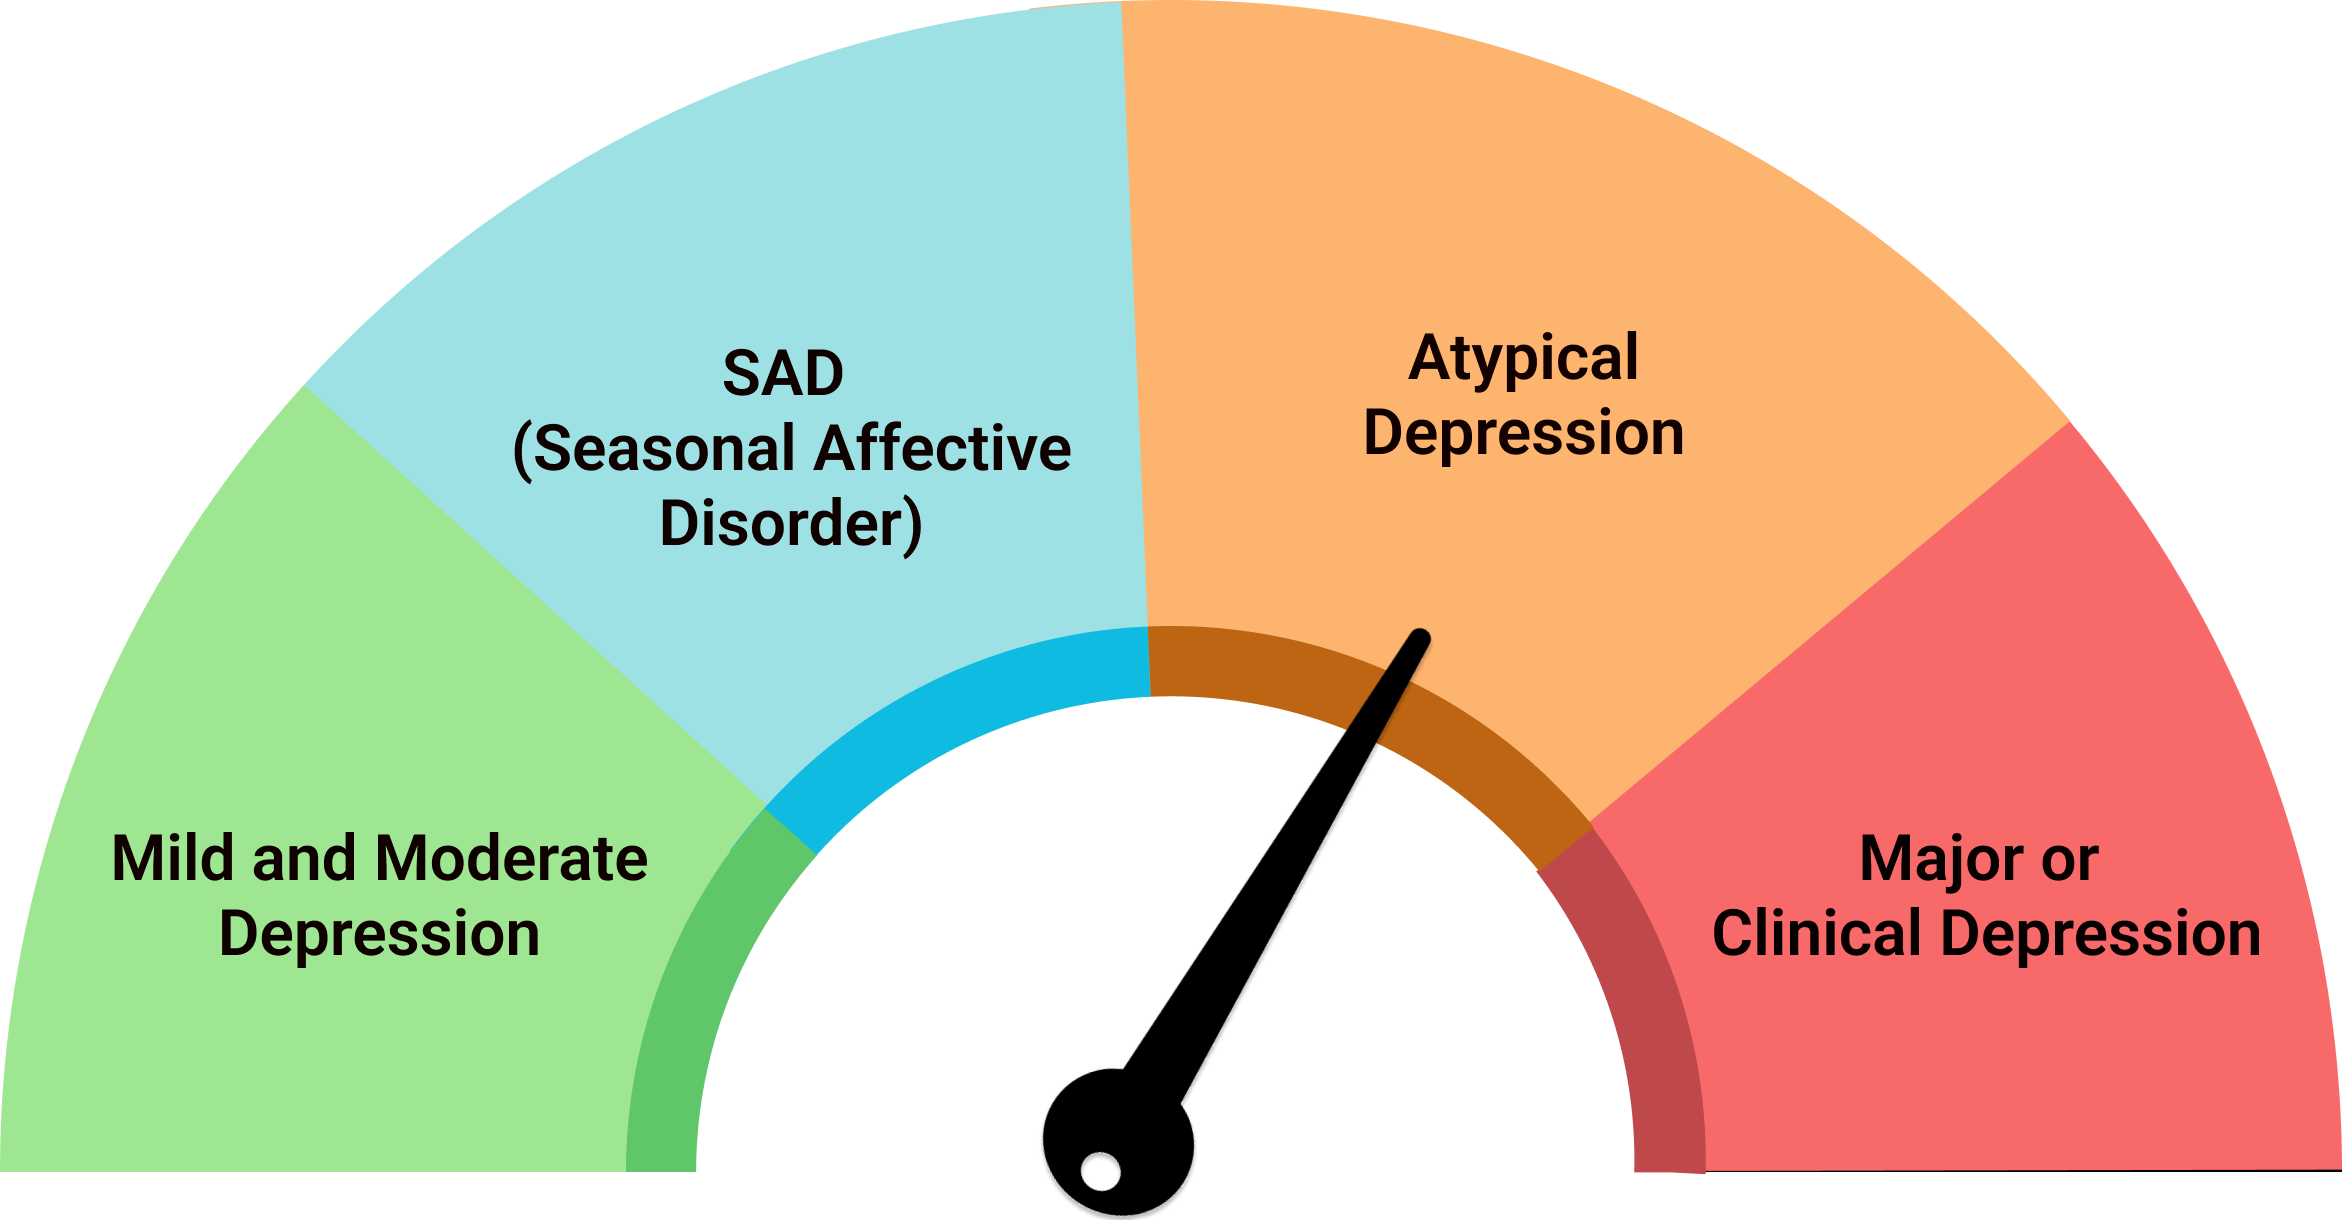 SAD
(Seasonal Affective
Disorder)
Atypical
Depression
Mild and Moderate
Depression
Major or
Clinical Depression